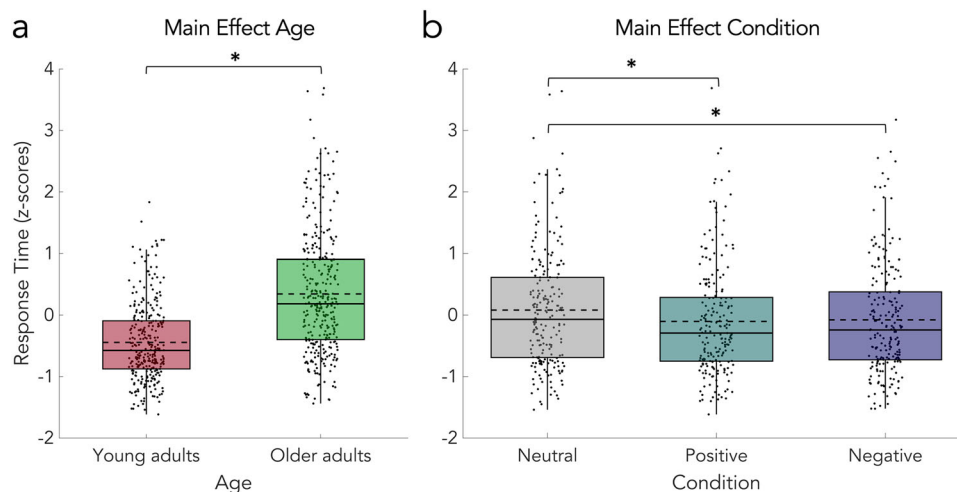 a
Main Effect Age
*
4
3
2
1
0
-1
-2
Response Time (z-scores)
Young adults
Older adults
Age
b
Main Effect Condition
*
*
4
3
2
1
0
-1
-2
Neutral
Positive
Negative
Condition